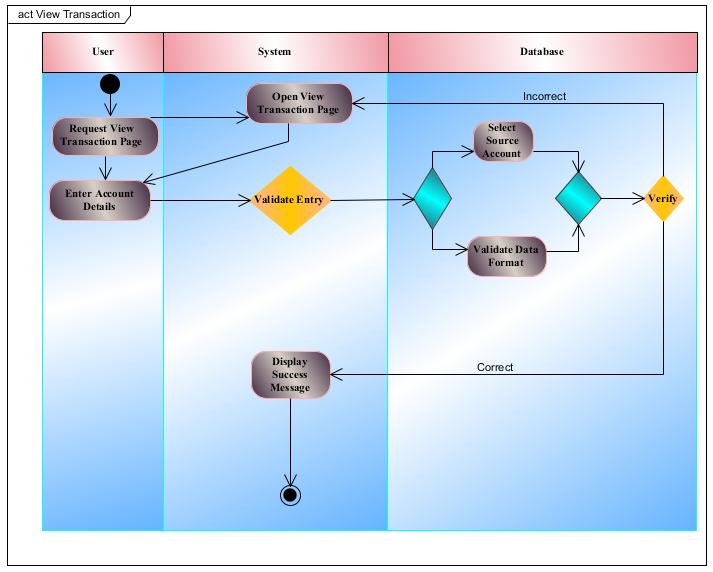 act View Transaction
User
System
Database
Open View
Transaction Page
Incorrect
Request View
Transaction Page
Select
Source
Account
Enter Account
Details
Validate Entry
Verify
Validate Data
Format
Display
Success
Message
Correct